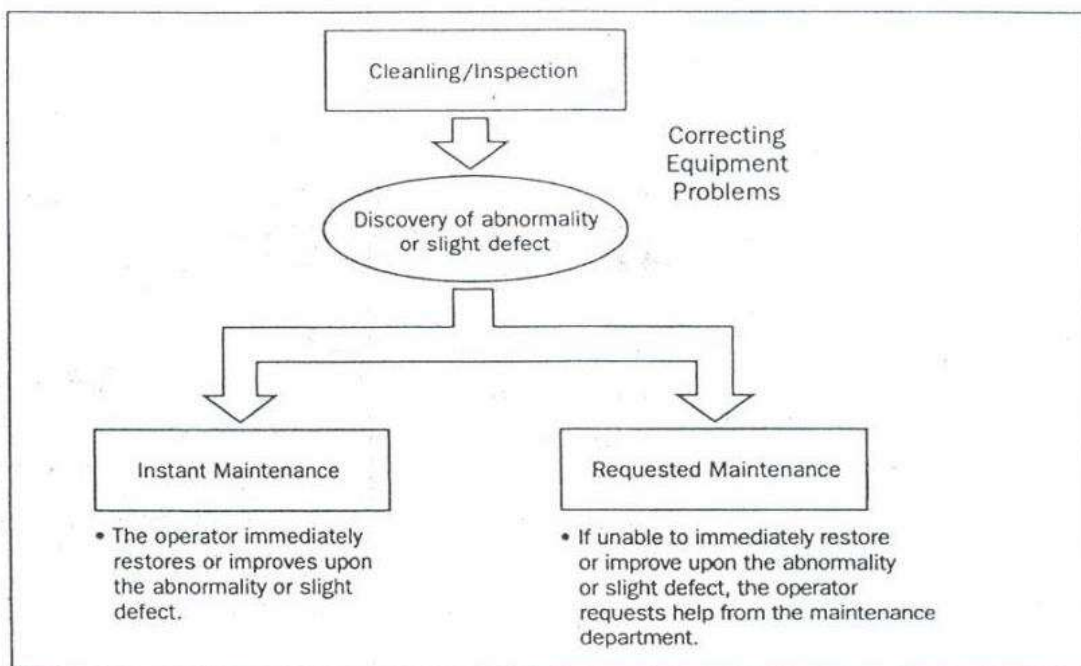 Cleanling/Inspection
Correcting
Equipment
Problems
Discovery of abnormality
or slight defect
Instant Maintenance
• The operator immediately
restores or improves upon
the abnormality or slight
defect.
Requested Maintenance
• If unable to immediately restore
or improve upon the abnormality
or slight defect, the operator
requests help from the maintenance
department.